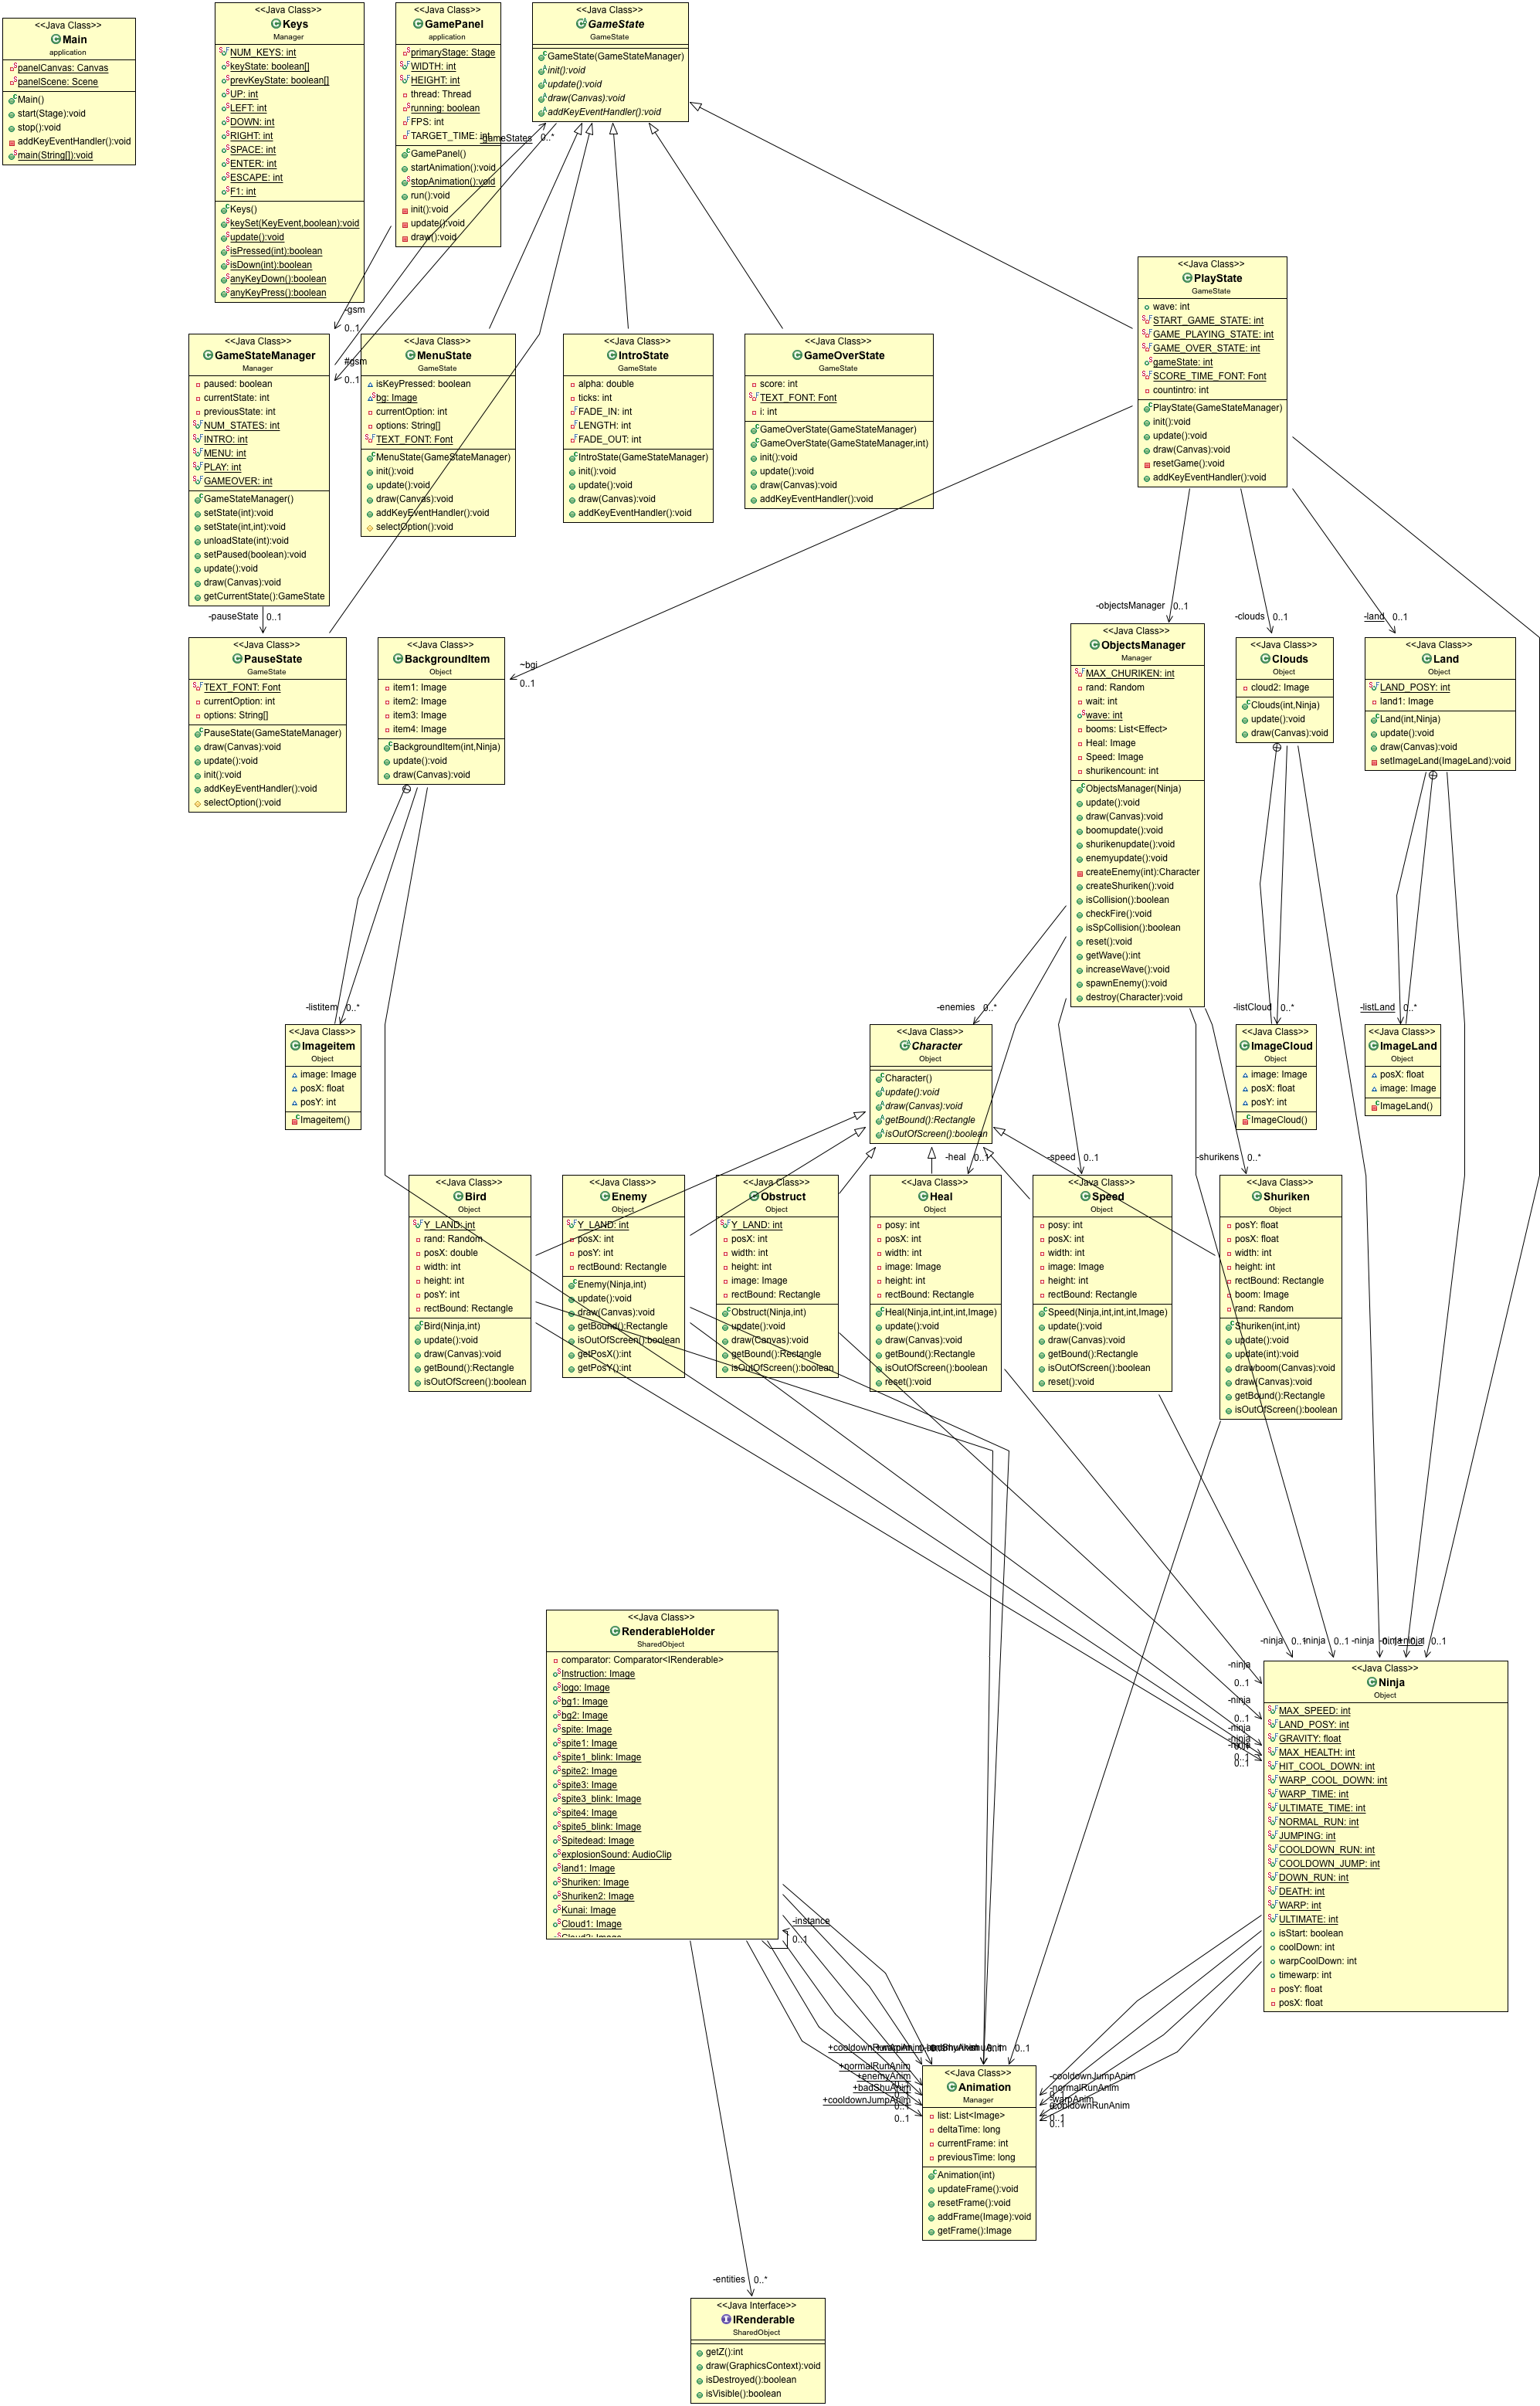 <<Java Class>>
Main
application
panelCanvas: Canvas
panelScene: Scene
Main()
start(Stage):void
stop():void
addKeyEventHandler():void
main(String[]):void
<<Java Class>>
Keys
Manager
NUM_KEYS: int
keyState: boolean[]
prevKeyState: boolean[]
UP: int
LEFT: int
DOWN: int
RIGHT: int
SPACE: int
ENTER: int
ESCAPE: int
F1: int
Keys()
keySet(KeyEvent,boolean):void
update():void
isPressed(int):boolean
isDown(int):boolean
anyKeyDown():boolean
anyKeyPress():boolean
<<Java Class>>
GamePanel
application
primaryStage: Stage
WIDTH: int
HEIGHT: int
thread: Thread
running: boolean
FPS: int
TARGET_TIME: int
GamePanel()
startAnimation():void
stopAnimation():void
run():void
init():void
update():void
draw():void
<<Java Class>>
GameState
GameState
GameState(GameStateManager)
init():void
update():void
draw(Canvas):void
addKeyEventHandler():void
-gameStates
0..*
-gsm
0..1
#gsm
0..1
<<Java Class>>
GameStateManager
Manager
paused: boolean
currentState: int
previousState: int
NUM_STATES: int
INTRO: int
MENU: int
PLAY: int
GAMEOVER: int
GameStateManager()
setState(int):void
setState(int,int):void
unloadState(int):void
setPaused(boolean):void
update():void
draw(Canvas):void
getCurrentState():GameState
<<Java Class>>
MenuState
GameState
isKeyPressed: boolean
bg: Image
currentOption: int
options: String[]
TEXT_FONT: Font
MenuState(GameStateManager)
init():void
update():void
draw(Canvas):void
addKeyEventHandler():void
selectOption():void
<<Java Class>>
IntroState
GameState
alpha: double
ticks: int
FADE_IN: int
LENGTH: int
FADE_OUT: int
IntroState(GameStateManager)
init():void
update():void
draw(Canvas):void
addKeyEventHandler():void
<<Java Class>>
GameOverState
GameState
score: int
TEXT_FONT: Font
i: int
GameOverState(GameStateManager)
GameOverState(GameStateManager,int)
init():void
update():void
draw(Canvas):void
addKeyEventHandler():void
<<Java Class>>
PlayState
GameState
wave: int
START_GAME_STATE: int
GAME_PLAYING_STATE: int
GAME_OVER_STATE: int
gameState: int
SCORE_TIME_FONT: Font
countintro: int
PlayState(GameStateManager)
init():void
update():void
draw(Canvas):void
resetGame():void
addKeyEventHandler():void
-pauseState
0..1
~bgi
0..1
-objectsManager
0..1
-clouds
0..1
-land
0..1
<<Java Class>>
PauseState
GameState
TEXT_FONT: Font
currentOption: int
options: String[]
PauseState(GameStateManager)
draw(Canvas):void
update():void
init():void
addKeyEventHandler():void
selectOption():void
<<Java Class>>
BackgroundItem
Object
item1: Image
item2: Image
item3: Image
item4: Image
BackgroundItem(int,Ninja)
update():void
draw(Canvas):void
<<Java Class>>
ObjectsManager
Manager
MAX_CHURIKEN: int
rand: Random
wait: int
wave: int
booms: List<Effect>
Heal: Image
Speed: Image
shurikencount: int
ObjectsManager(Ninja)
update():void
draw(Canvas):void
boomupdate():void
shurikenupdate():void
enemyupdate():void
createEnemy(int):Character
createShuriken():void
isCollision():boolean
checkFire():void
isSpCollision():boolean
reset():void
getWave():int
increaseWave():void
spawnEnemy():void
destroy(Character):void
<<Java Class>>
Clouds
Object
cloud2: Image
Clouds(int,Ninja)
update():void
draw(Canvas):void
<<Java Class>>
Land
Object
LAND_POSY: int
land1: Image
Land(int,Ninja)
update():void
draw(Canvas):void
setImageLand(ImageLand):void
-listitem
0..*
-enemies
0..*
-listCloud
0..*
-listLand
0..*
<<Java Class>>
Imageitem
Object
image: Image
posX: float
posY: int
Imageitem()
<<Java Class>>
Character
Object
Character()
update():void
draw(Canvas):void
getBound():Rectangle
isOutOfScreen():boolean
<<Java Class>>
ImageCloud
Object
image: Image
posX: float
posY: int
ImageCloud()
<<Java Class>>
ImageLand
Object
posX: float
image: Image
ImageLand()
-heal
0..1
-speed
0..1
-shurikens
0..*
<<Java Class>>
Bird
Object
Y_LAND: int
rand: Random
posX: double
width: int
height: int
posY: int
rectBound: Rectangle
Bird(Ninja,int)
update():void
draw(Canvas):void
getBound():Rectangle
isOutOfScreen():boolean
<<Java Class>>
Enemy
Object
Y_LAND: int
posX: int
posY: int
rectBound: Rectangle
Enemy(Ninja,int)
update():void
draw(Canvas):void
getBound():Rectangle
isOutOfScreen():boolean
getPosX():int
getPosY():int
<<Java Class>>
Obstruct
Object
Y_LAND: int
posX: int
width: int
height: int
image: Image
rectBound: Rectangle
Obstruct(Ninja,int)
update():void
draw(Canvas):void
getBound():Rectangle
isOutOfScreen():boolean
<<Java Class>>
Heal
Object
posy: int
posX: int
width: int
image: Image
height: int
rectBound: Rectangle
Heal(Ninja,int,int,int,Image)
update():void
draw(Canvas):void
getBound():Rectangle
isOutOfScreen():boolean
reset():void
<<Java Class>>
Speed
Object
posy: int
posX: int
width: int
image: Image
height: int
rectBound: Rectangle
Speed(Ninja,int,int,int,Image)
update():void
draw(Canvas):void
getBound():Rectangle
isOutOfScreen():boolean
reset():void
<<Java Class>>
Shuriken
Object
posY: float
posX: float
width: int
height: int
rectBound: Rectangle
boom: Image
rand: Random
Shuriken(int,int)
update():void
update(int):void
drawboom(Canvas):void
draw(Canvas):void
getBound():Rectangle
isOutOfScreen():boolean
<<Java Class>>
RenderableHolder
SharedObject
comparator: Comparator<IRenderable>
Instruction: Image
logo: Image
bg1: Image
bg2: Image
spite: Image
spite1: Image
spite1_blink: Image
spite2: Image
spite3: Image
spite3_blink: Image
spite4: Image
spite5_blink: Image
Spitedead: Image
explosionSound: AudioClip
land1: Image
Shuriken: Image
Shuriken2: Image
Kunai: Image
Cloud1: Image
-instance
0..1
-ninja
0..1
-ninja
0..1
-ninja
-ninja
0..1
-ninja
0..1
-ninja
0..1
<<Java Class>>
Ninja
Object
MAX_SPEED: int
LAND_POSY: int
GRAVITY: float
MAX_HEALTH: int
HIT_COOL_DOWN: int
WARP_COOL_DOWN: int
WARP_TIME: int
ULTIMATE_TIME: int
NORMAL_RUN: int
JUMPING: int
COOLDOWN_RUN: int
COOLDOWN_JUMP: int
DOWN_RUN: int
DEATH: int
WARP: int
ULTIMATE: int
isStart: boolean
coolDown: int
warpCoolDown: int
timewarp: int
posY: float
posX: float
+normalRunAnim
+enemyAnim
+badShuAnim
+cooldownJumpAnim
0..1
0..1
-cooldownJumpAnim
-normalRunAnim
-warpAnim
-cooldownRunAnim
0..1
<<Java Class>>
Animation
Manager
list: List<Image>
deltaTime: long
currentFrame: int
previousTime: long
Animation(int)
updateFrame():void
resetFrame():void
addFrame(Image):void
getFrame():Image
-entities
0..*
<<Java Interface>>
IRenderable
SharedObject
getZ():int
draw(GraphicsContext):void
isDestroyed():boolean
isVisible():boolean